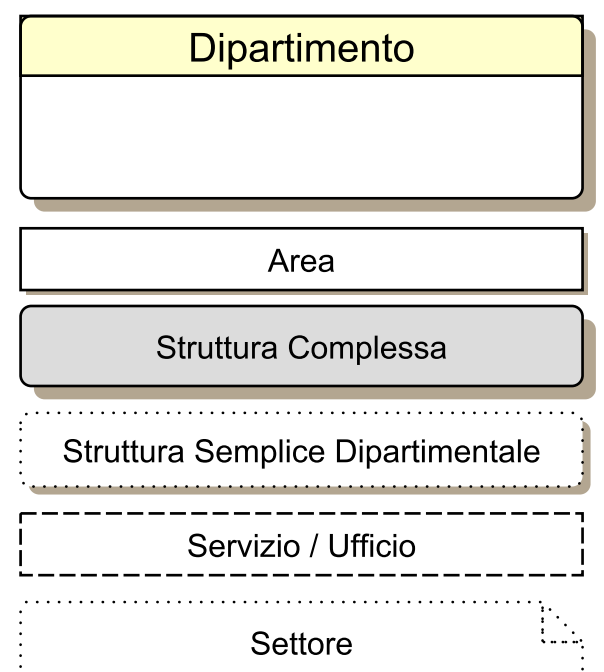 Dipartimento
Area
Struttura Complessa
Struttura Semplice Dipartimentale
Servizio / Ufficio
Settore